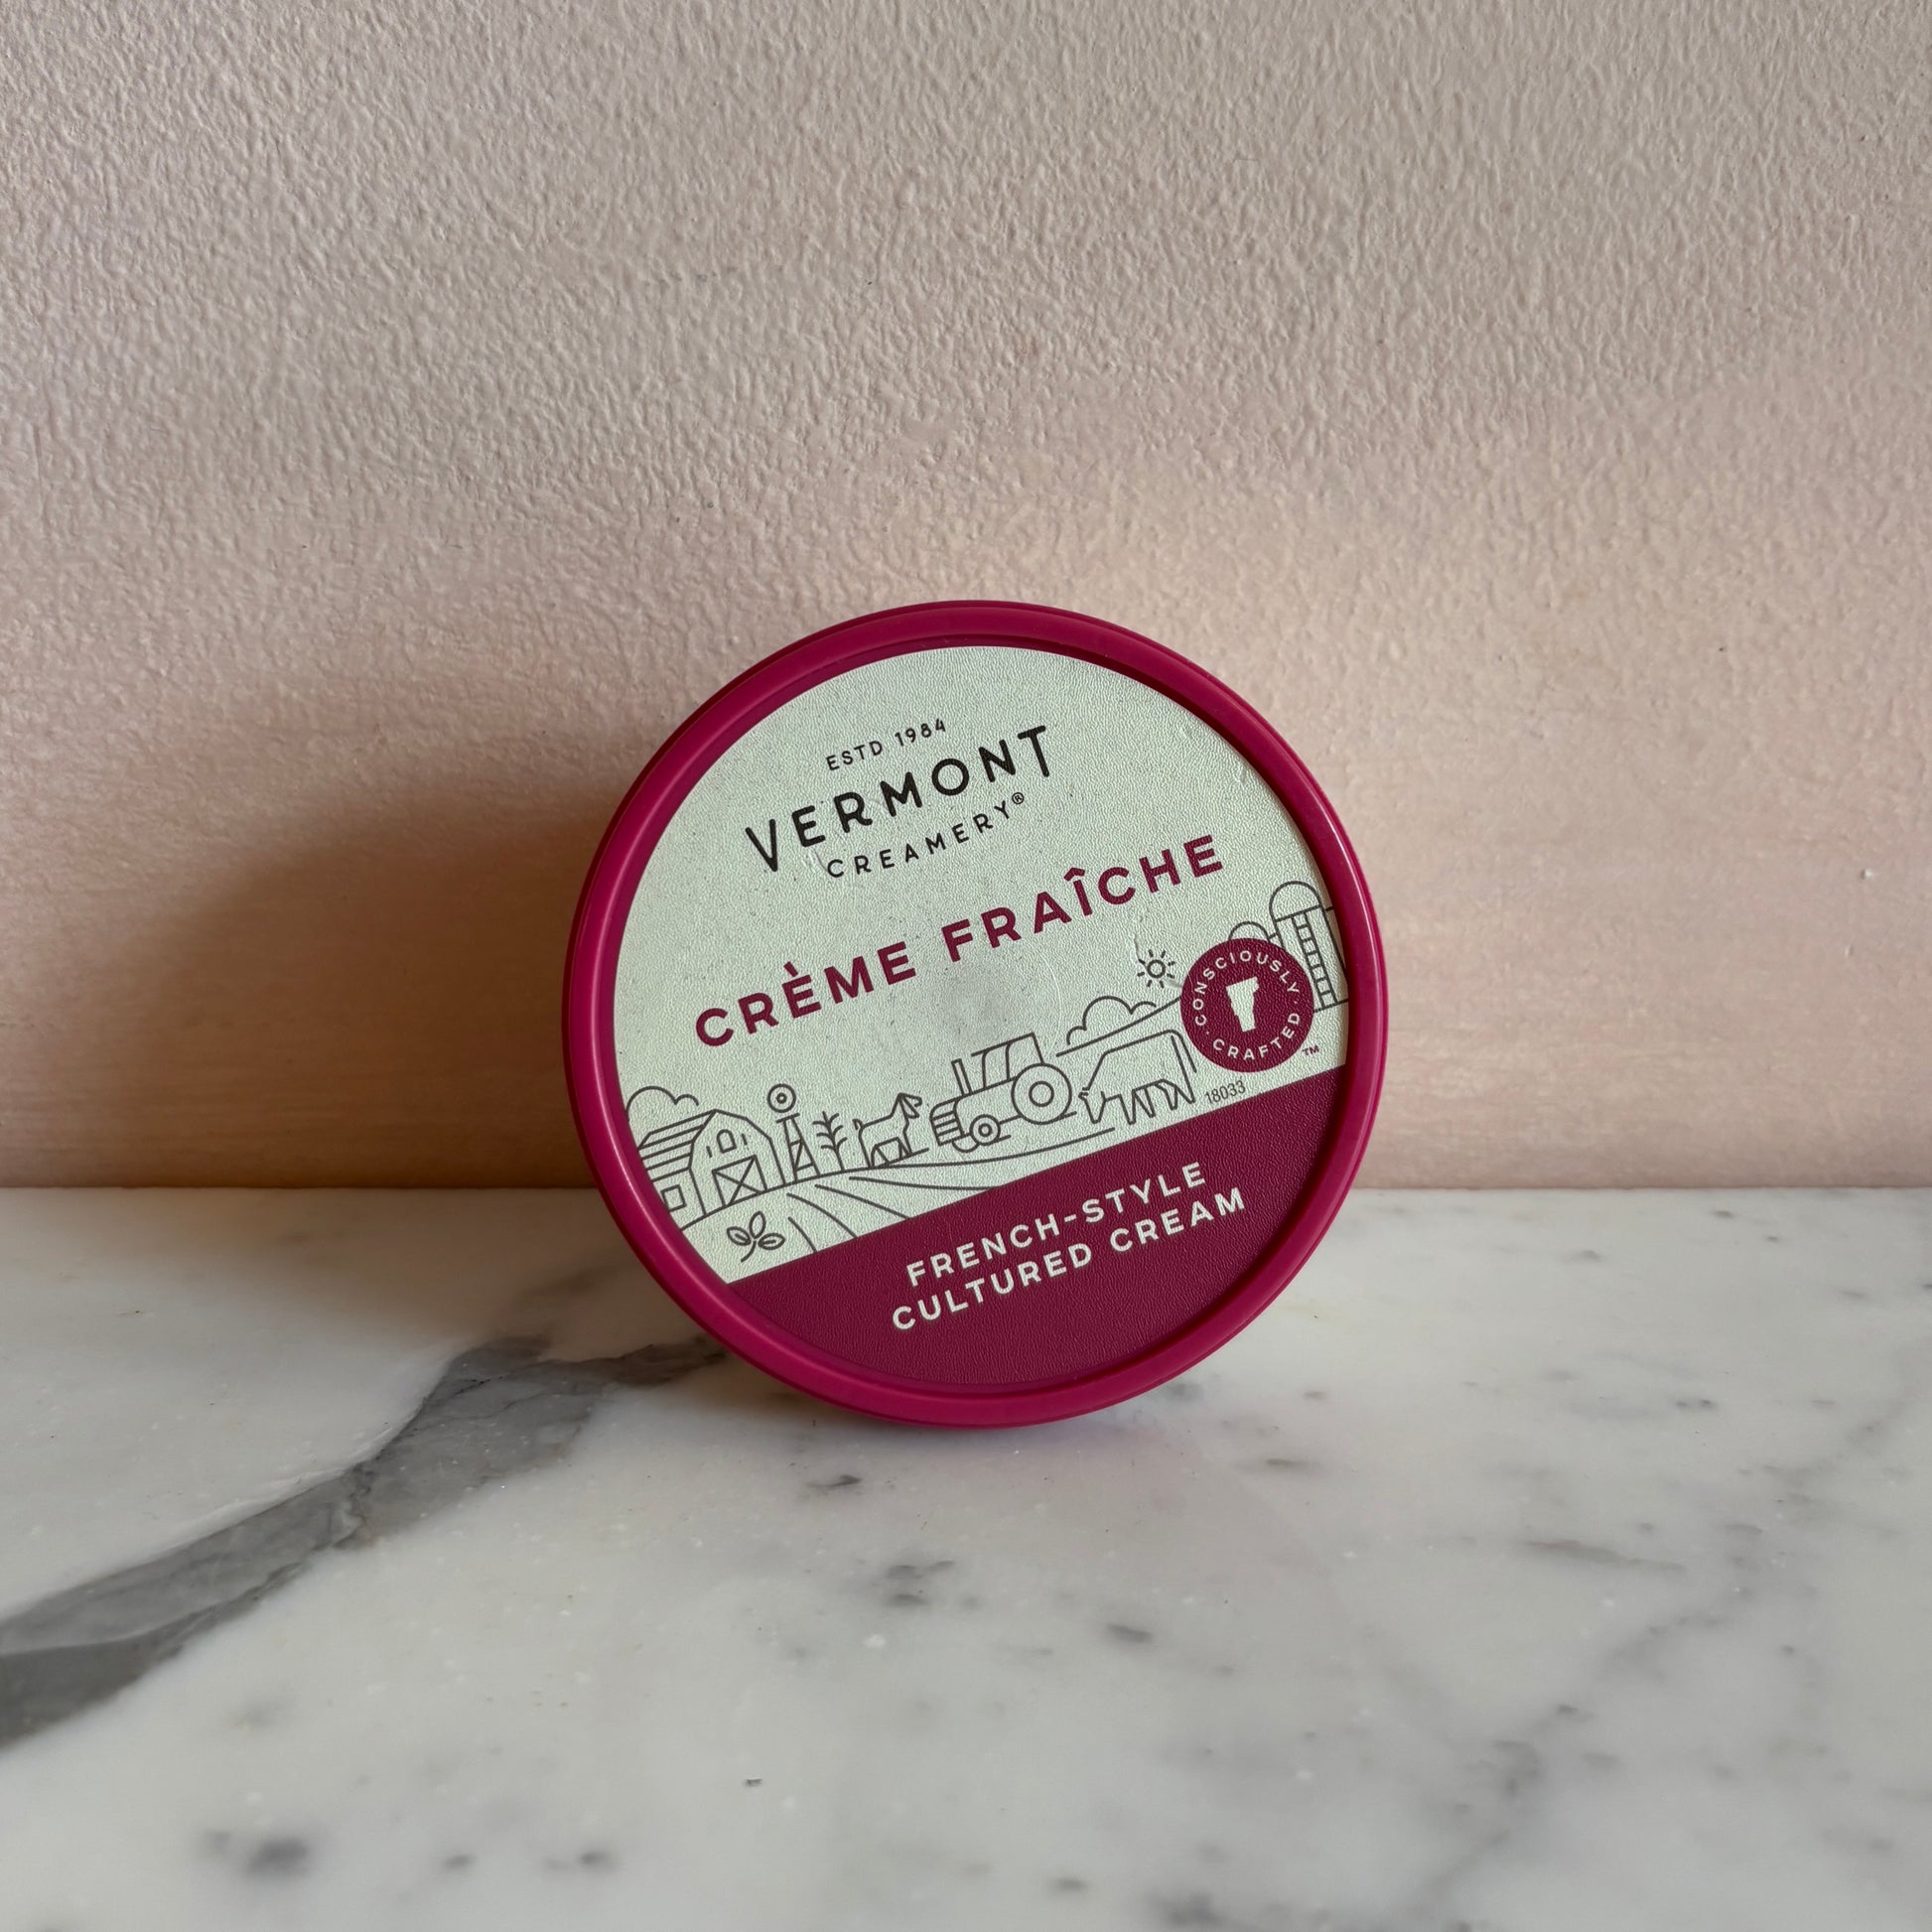 ESTD 1984
VERMONT
CREAMERY®
CRÈME FRAÎCHE
CONSCIOUSLY
CRAFTED
™
18033
FRENCH-STYLE
CULTURED CREAM